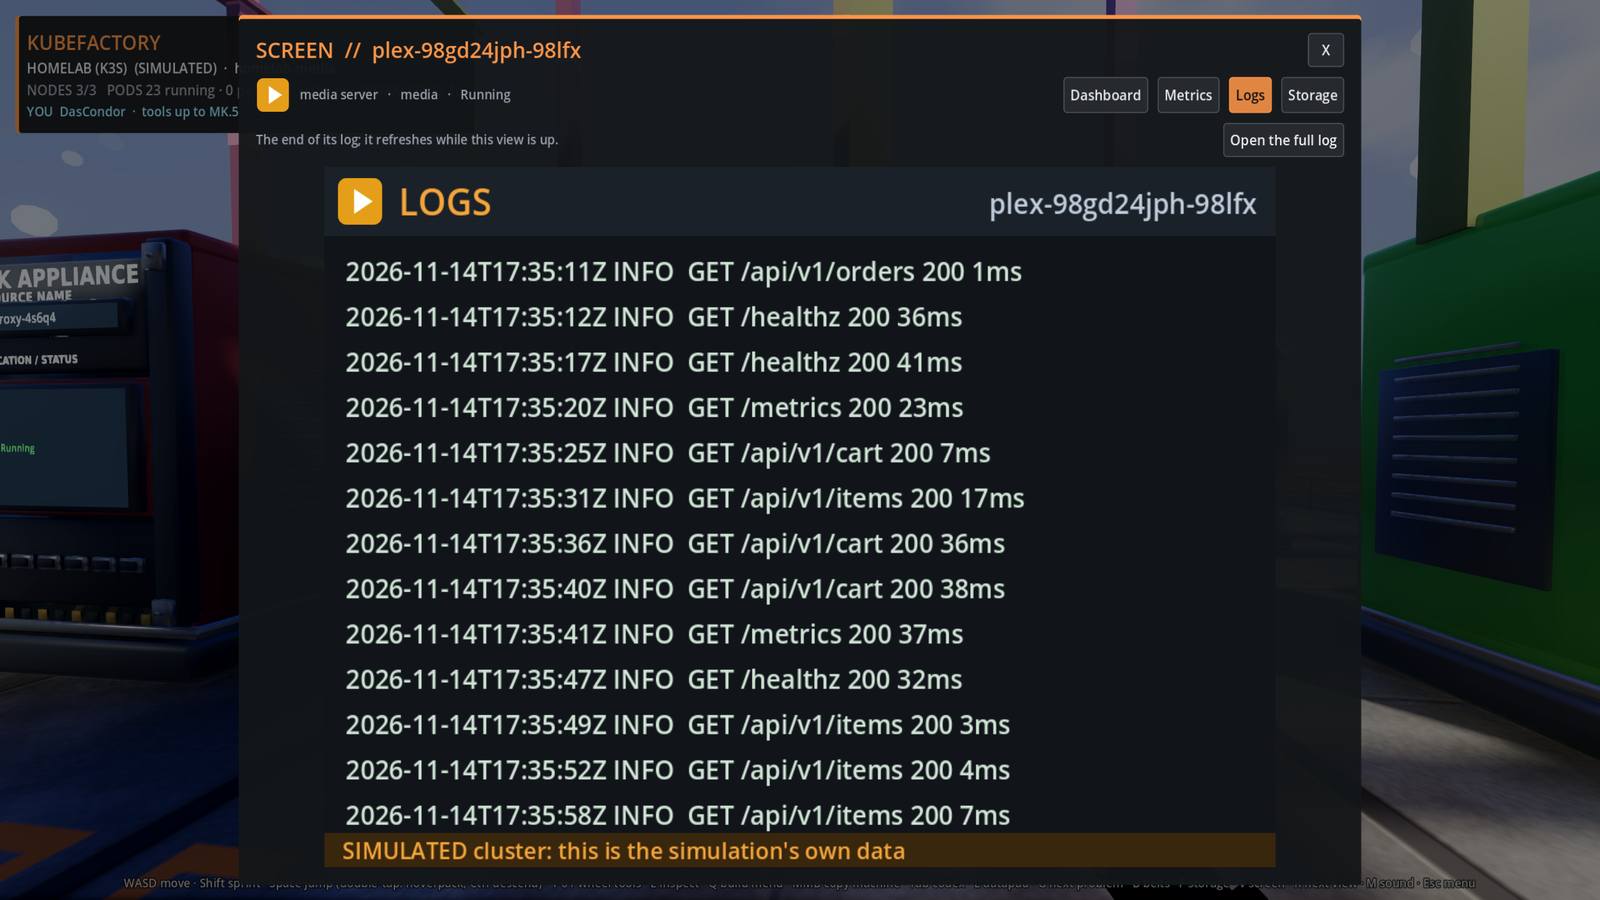 KUBEFACTORY
HOMELAB (K3S) (SIMULATED) ·
NODES 3/3 PODS 23 running · 0
YOU DasCondor · tools up to MK.5
SCREEN // plex-98gd24jph-98lfx
X
media server · media · Running
Dashboard
Metrics
Logs
Storage
The end of its log; it refreshes while this view is up.
Open the full log
LOGS
plex-98gd24jph-98lfx
2026-11-14T17:35:11Z INFO GET /api/v1/orders 200 1ms
2026-11-14T17:35:12Z INFO GET /healthz 200 36ms
2026-11-14T17:35:17Z INFO GET /healthz 200 41ms
2026-11-14T17:35:20Z INFO GET /metrics 200 23ms
2026-11-14T17:35:25Z INFO GET /api/v1/cart 200 7ms
2026-11-14T17:35:31Z INFO GET /api/v1/items 200 17ms
2026-11-14T17:35:36Z INFO GET /api/v1/cart 200 36ms
2026-11-14T17:35:40Z INFO GET /api/v1/cart 200 38ms
2026-11-14T17:35:41Z INFO GET /metrics 200 37ms
2026-11-14T17:35:47Z INFO GET /healthz 200 32ms
2026-11-14T17:35:49Z INFO GET /api/v1/items 200 3ms
2026-11-14T17:35:52Z INFO GET /api/v1/items 200 4ms
2026-11-14T17:35:58Z INFO GET /api/v1/items 200 7ms
SIMULATED cluster: this is the simulation's own data
K APPLIANCE
URCE NAME
roxy-4s6q4
CATION / STATUS
Running
WASD move · Shift
M sound · Esc menu